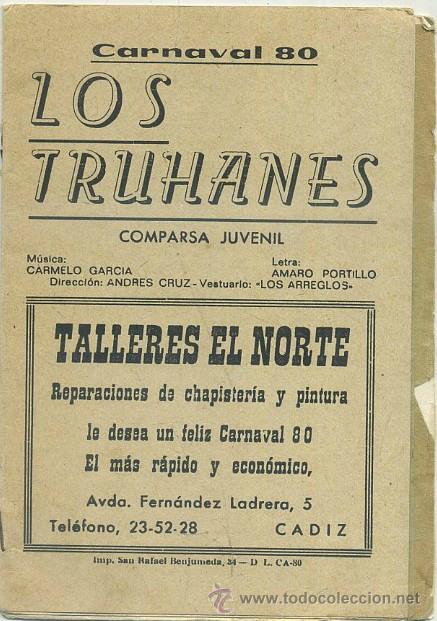 Carnaval 80
LOS
TRUHANES
COMPARSA JUVENIL
Música: Letra:
CARMELO GARCIA AMARO PORTILLO
Dirección: ANDRES CRUZ - Vestuario: «LOS ARREGLOS»
TALLERES EL NORTE
Reparaciones de chapistería y pintura
le desea un feliz Carnaval 80
El más rápido y económico,
Avda. Fernández Ladrera, 5
Teléfono, 23-52-28 CADIZ
Imp. San Rafael Benjumeda, 34 — D L. CA-80
© todocoleccion
www.todocoleccion.net